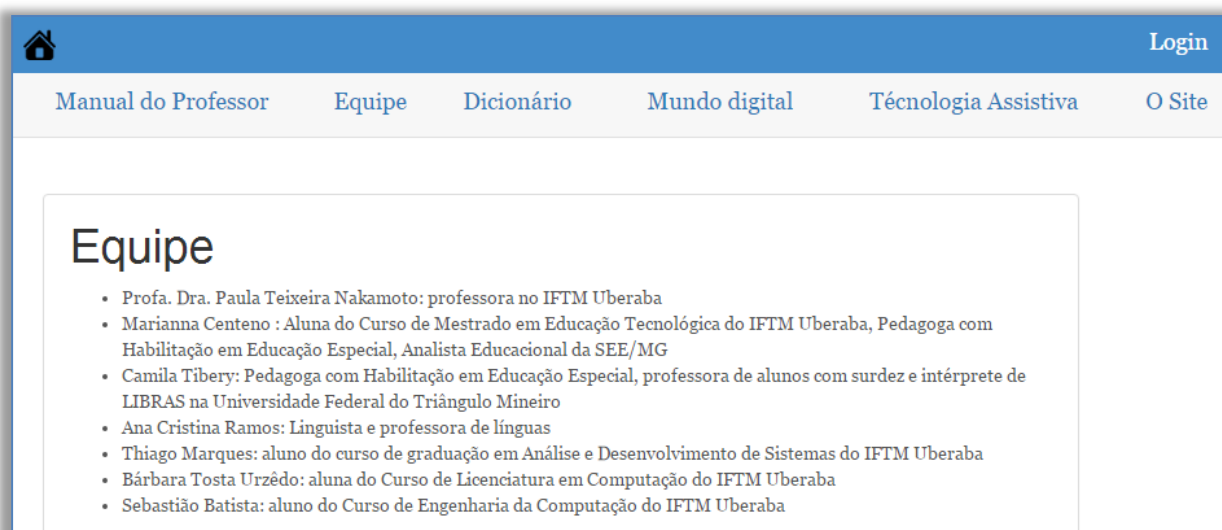 Login
Manual do Professor Equipe Dicionário Mundo digital Técnologia Assistiva O Site
Equipe
• Profa. Dra. Paula Teixeira Nakamoto: professora no IFTM Uberaba
• Marianna Centeno : Aluna do Curso de Mestrado em Educação Tecnológica do IFTM Uberaba, Pedagoga com
Habilitação em Educação Especial, Analista Educacional da SEE/MG
• Camila Tibery: Pedagoga com Habilitação em Educação Especial, professora de alunos com surdez e intérprete de
LIBRAS na Universidade Federal do Triângulo Mineiro
• Ana Cristina Ramos: Linguista e professora de línguas
• Thiago Marques: aluno do curso de graduação em Análise e Desenvolvimento de Sistemas do IFTM Uberaba
• Bárbara Tosta Urzêdo: aluna do Curso de Licenciatura em Computação do IFTM Uberaba
• Sebastião Batista: aluno do Curso de Engenharia da Computação do IFTM Uberaba